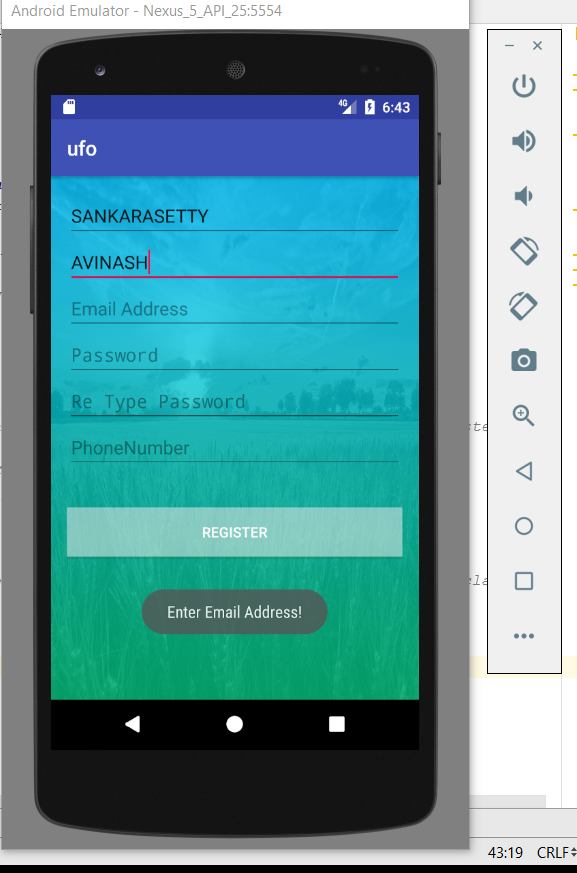 Android Emulator - Nexus_5_API_25:5554
4G 6:43
ufo
SANKARASETTY
AVINASH
Email Address
Password
Re Type Password
PhoneNumber
REGISTER
Enter Email Address!
43:19 CRLF